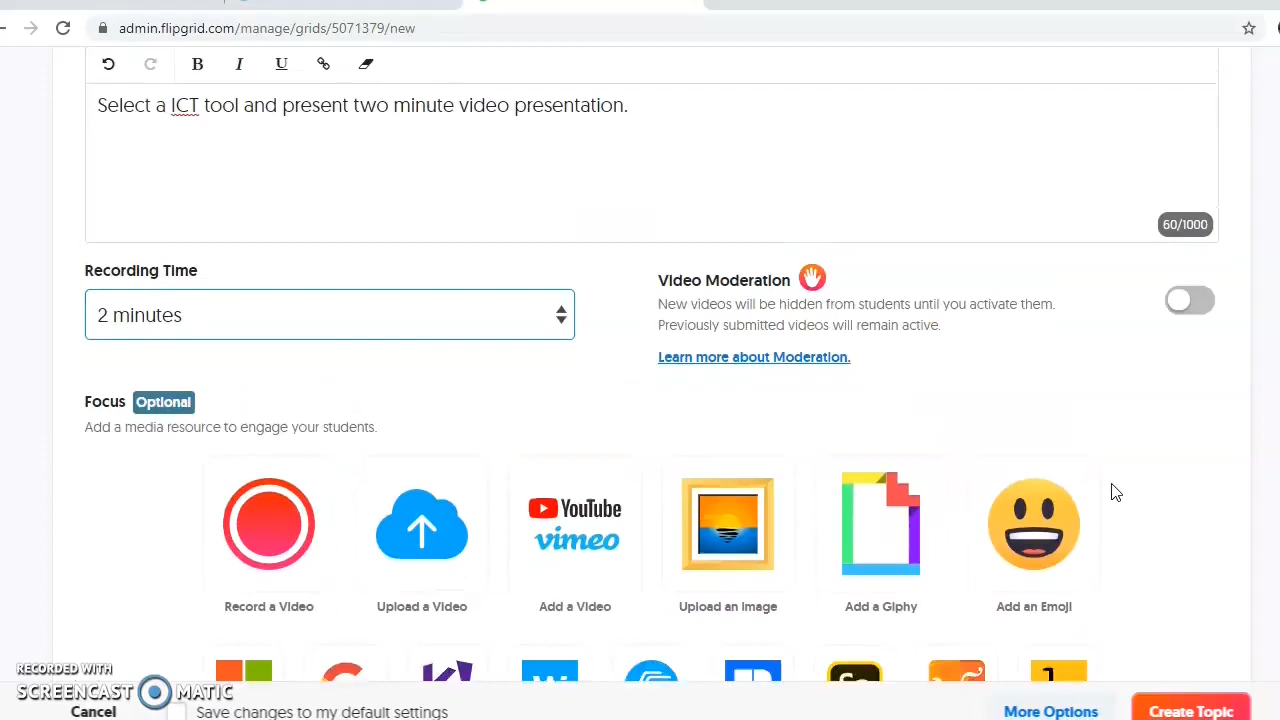 admin.flipgrid.com/manage/grids/5071379/new
B I U
Select a ICT tool and present two minute video presentation.
60/1000
Recording Time
2 minutes
Video Moderation
New videos will be hidden from students until you activate them.
Previously submitted videos will remain active.
Learn more about Moderation.
Focus Optional
Add a media resource to engage your students.
YouTube
vimeo
Record a Video
Upload a Video
Add a Video
Upload an Image
Add a Giphy
Add an Emoji
RECORDED WITH
SCREENCAST MATIC
Cancel
Save changes to my default settings
More Options
Create Topic